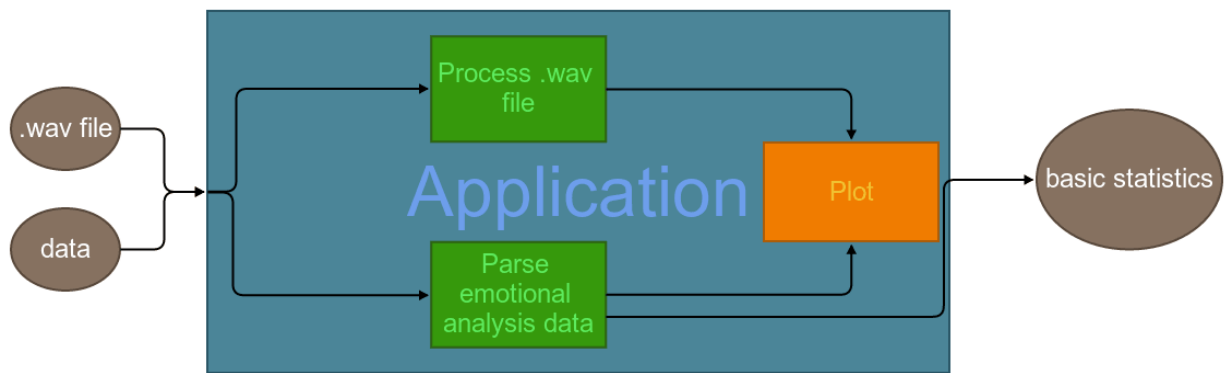 .wav file
data
Process .wav
file
Application
Parse
emotional
analysis data
Plot
basic statistics